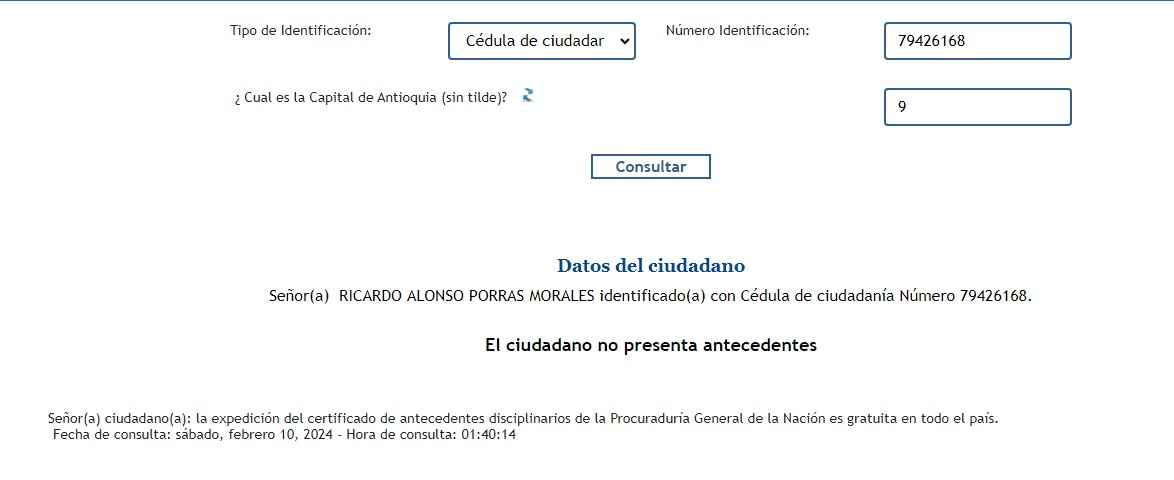 Tipo de Identificación: Cédula de ciudadar Número Identificación: 79426168
¿ Cual es la Capital de Antioquia (sin tilde)? 9
Consultar
Datos del ciudadano
Señor(a) RICARDO ALONSO PORRAS MORALES identificado(a) con Cédula de ciudadanía Número 79426168.
El ciudadano no presenta antecedentes
Señor(a) ciudadano(a): la expedición del certificado de antecedentes disciplinarios de la Procuraduría General de la Nación es gratuita en todo el país.
Fecha de consulta: sábado, febrero 10, 2024 - Hora de consulta: 01:40:14